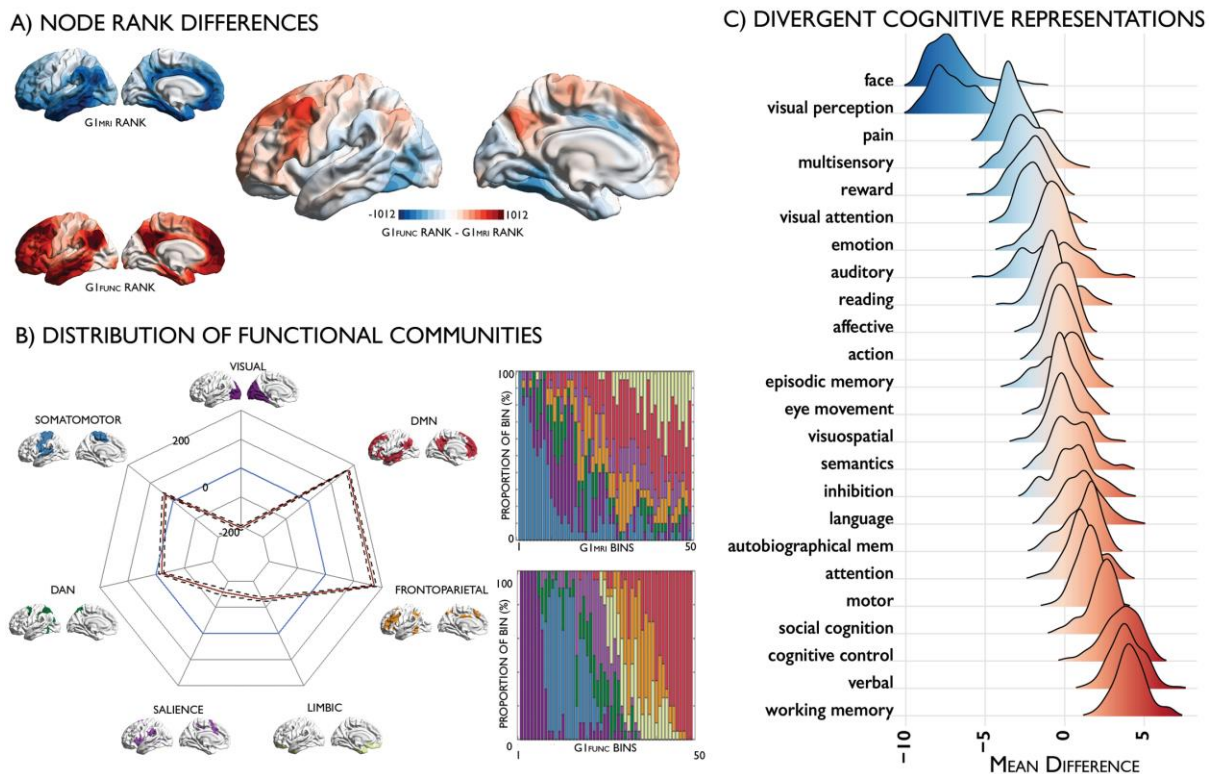 A) NODE RANK DIFFERENCES
G1MRI RANK
G1FUNC RANK
-1012 1012
G1FUNC RANK - G1MRI RANK
B) DISTRIBUTION OF FUNCTIONAL COMMUNITIES
VISUAL
SOMATOMOTOR
DMN
200
0
-200
DAN
FRONTOPARIETAL
SALIENCE
LIMBIC
PROPORTION OF BIN (%)
100
0
1
G1MRI BINS
50
PROPORTION OF BIN (%)
100
0
1
G1FUNC BINS
50
C) DIVERGENT COGNITIVE REPRESENTATIONS
-10 -5 0 5
face
visual perception
pain
multisensory
reward
visual attention
emotion
auditory
reading
affective
action
episodic memory
eye movement
visuospatial
semantics
inhibition
language
autobiographical mem
attention
motor
social cognition
cognitive control
verbal
working memory
-10
-5
0
5
MEAN DIFFERENCE